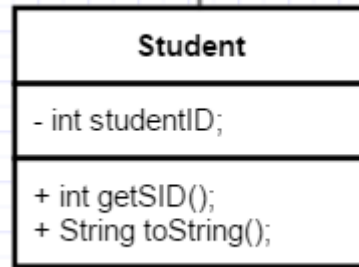 Student
- int studentID;
+ int getSID();
+ String toString();